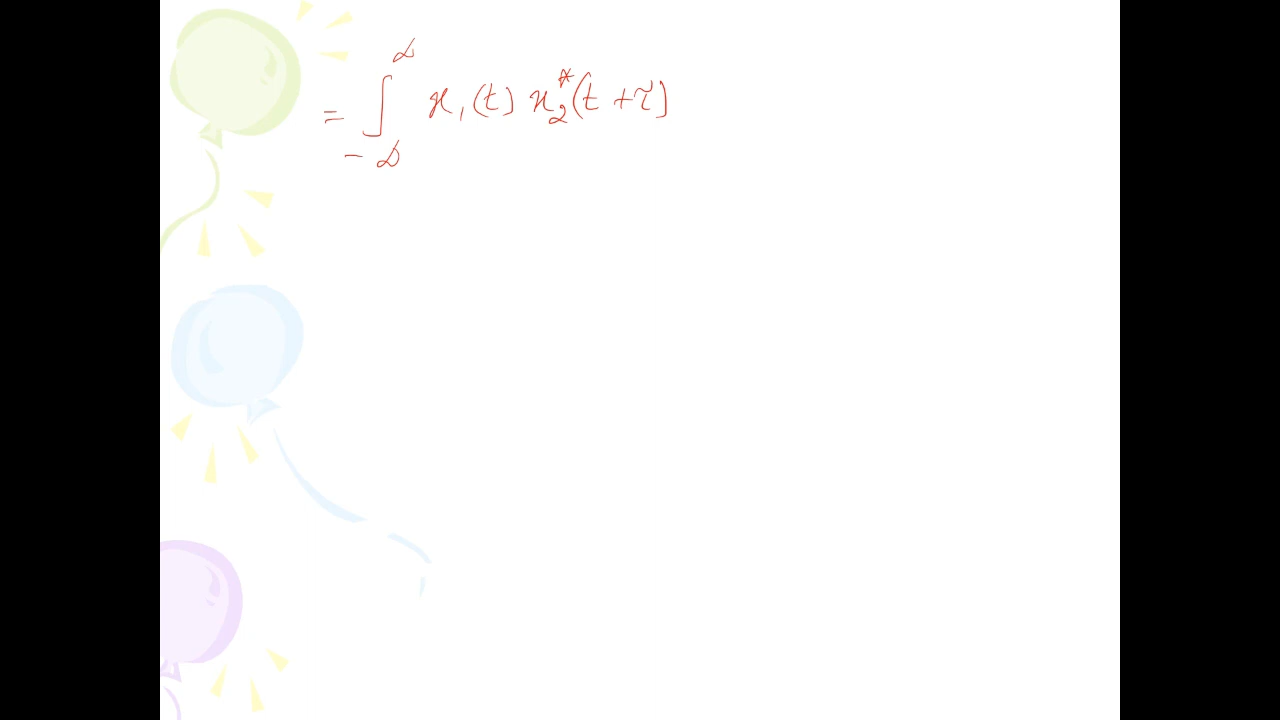 = ∫_{-∞}^{∞} x₁(t) x₂*(t + τ)